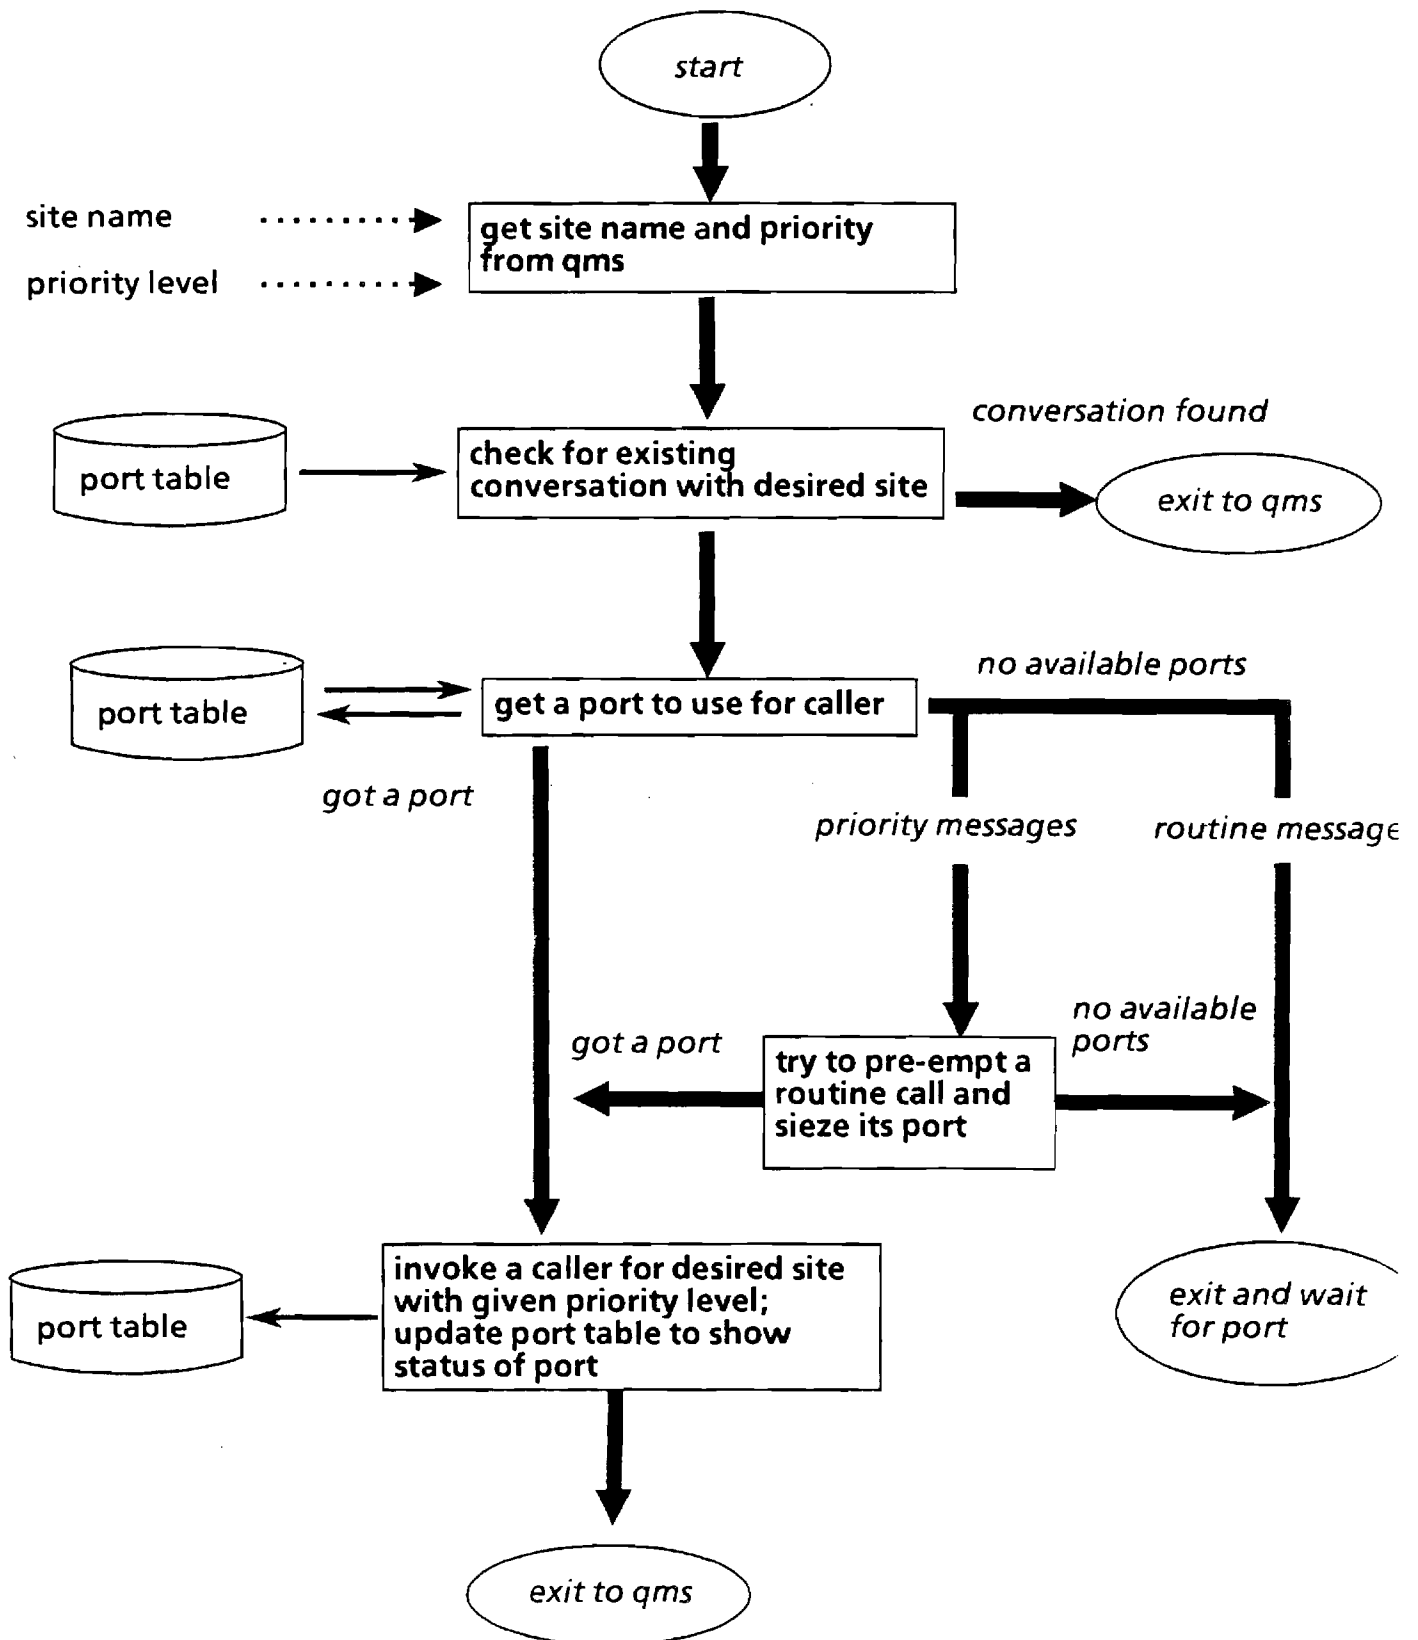 start
site name
priority level
get site name and priority
from qms
conversation found
port table
check for existing
conversation with desired site
exit to qms
no available ports
port table
get a port to use for caller
got a port
priority messages
routine message
no available
ports
got a port
try to pre-empt a
routine call and
sieze its port
invoke a caller for desired site
with given priority level;
update port table to show
status of port
port table
exit and wait
for port
exit to qms